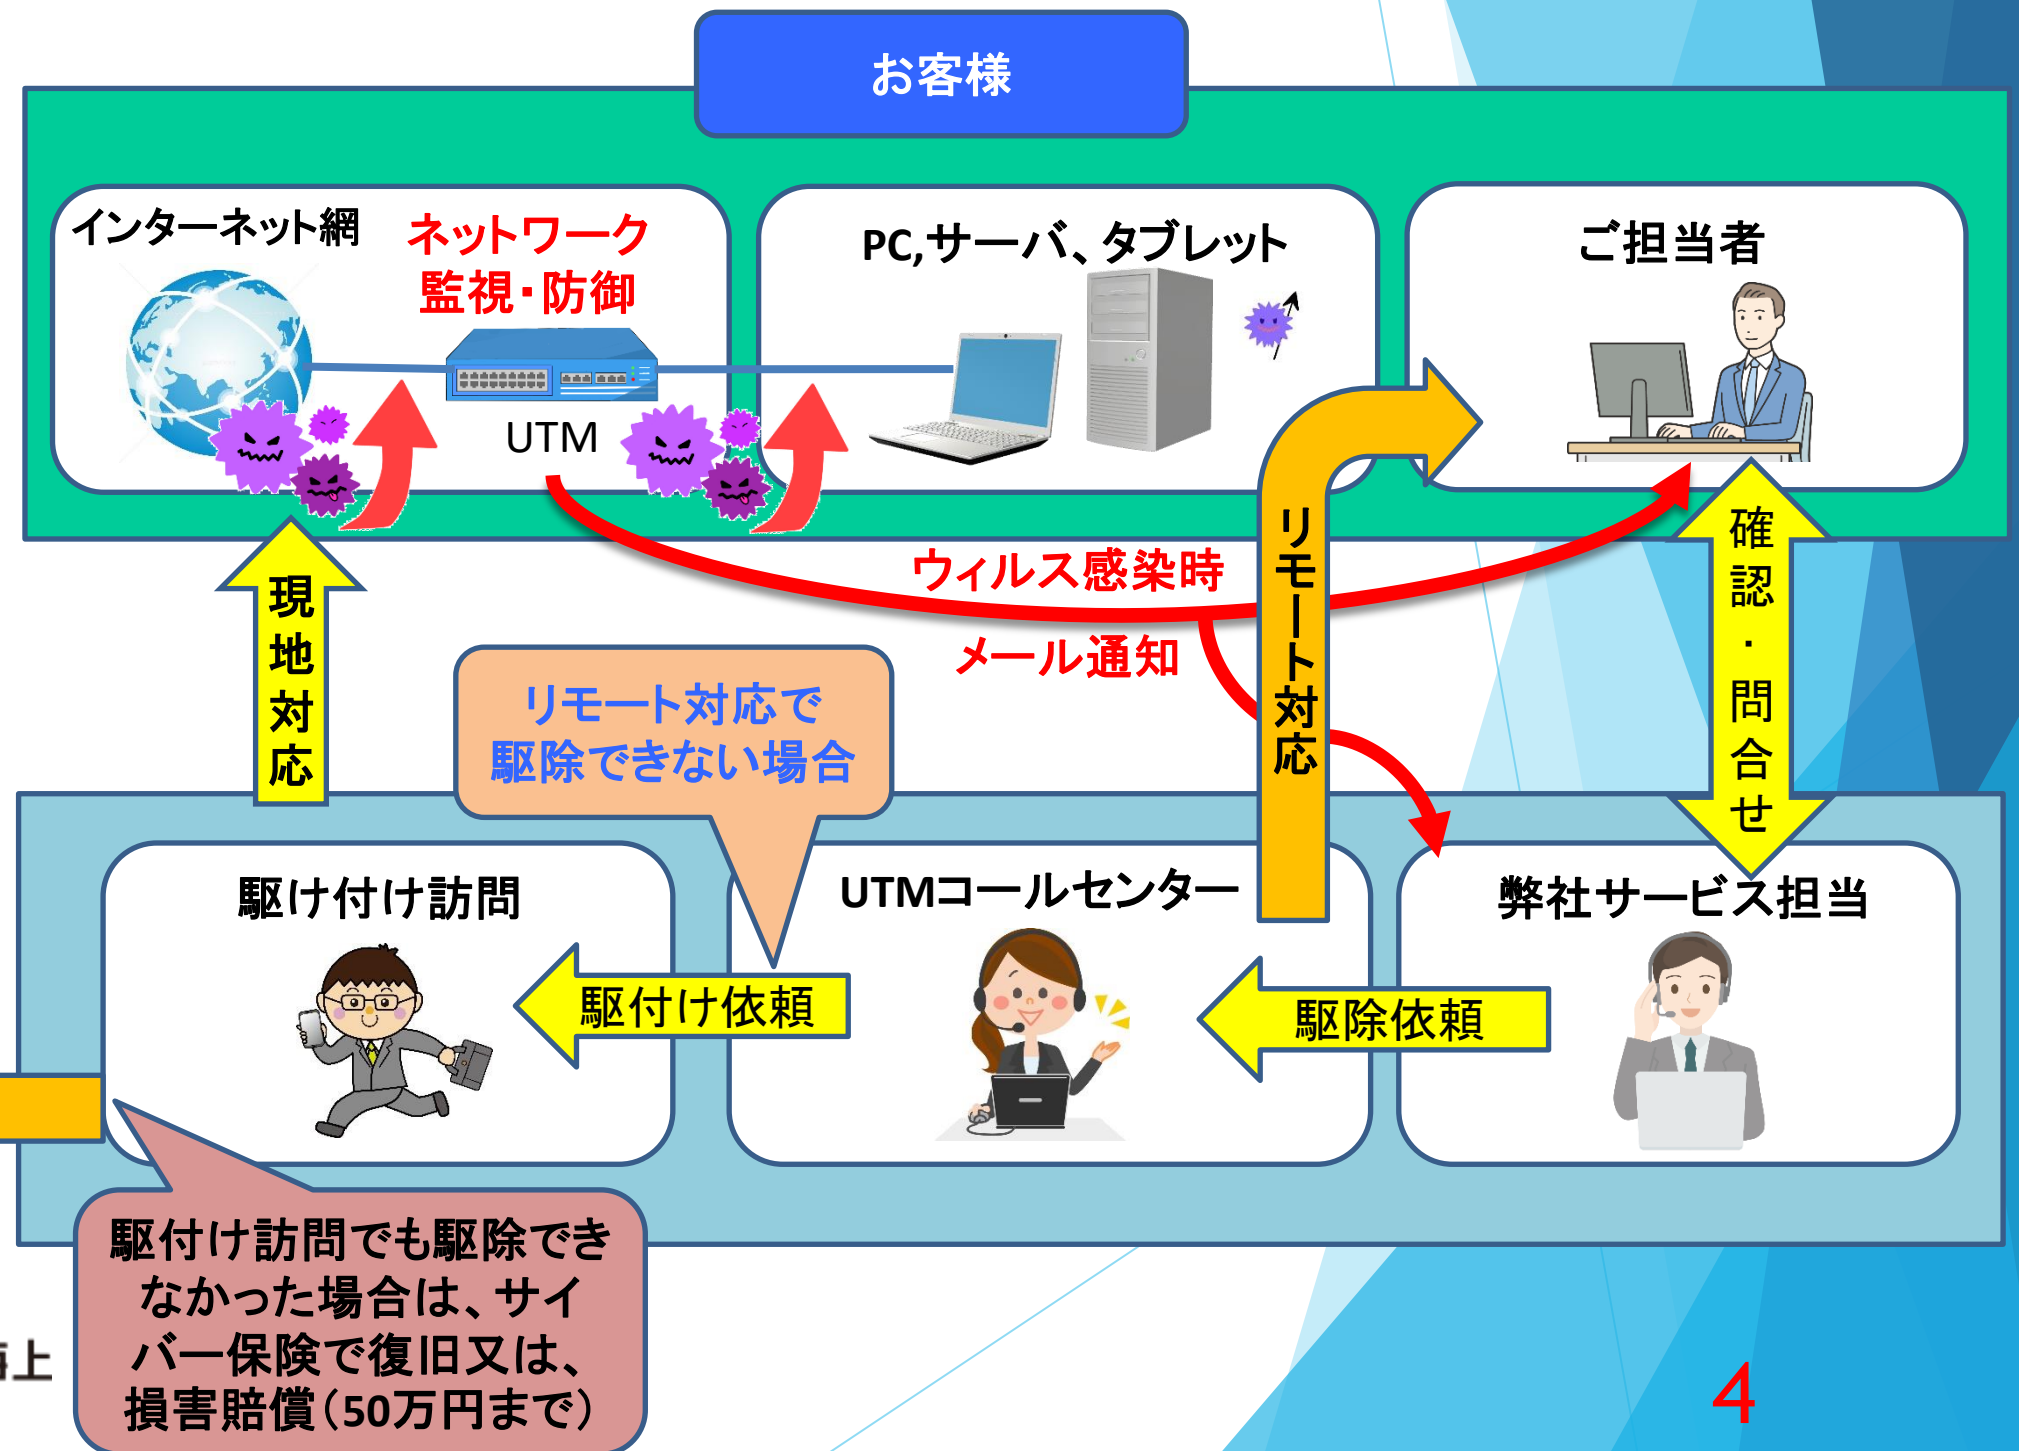 お客様
インターネット網
ネットワーク
監視・防御
UTM
PC,サーバ、タブレット
ご担当者
ウィルス感染時
メール通知
リモート対応
確認・問合せ
現地対応
リモート対応で
駆除できない場合
駆け付け訪問
駆付け依頼
UTMコールセンター
駆除依頼
弊社サービス担当
駆付け訪問でも駆除でき
なかった場合は、サイ
バー保険で復旧又は、
損害賠償（50万円まで）
上
4